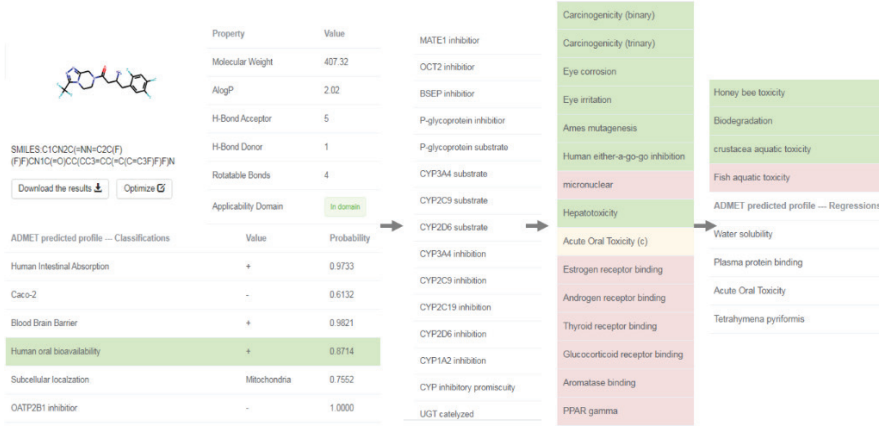 SMILES:C1CN2C(=NN=C2C(F)
(F)F)CN1C(=O)CC(CC3=CC(=C(C=C3F)F)F)N
Download the results
Optimize
Property Value
Molecular Weight 407.32
AlogP 2.02
H-Bond Acceptor 5
H-Bond Donor 1
Rotatable Bonds 4
Applicability Domain In domain
ADMET predicted profile — Classifications Value Probability
Human Intestinal Absorption + 0.9733
Caco-2 - 0.6132
Blood Brain Barrier + 0.9821
Human oral bioavailability + 0.8714
Subcellular localzation Mitochondria 0.7552
OATP2B1 inhibitior - 1.0000
MATE1 inhibitior
OCT2 inhibitior
BSEP inhibitior
P-glycoprotein inhibitior
P-glycoprotein substrate
CYP3A4 substrate
CYP2C9 substrate
CYP2D6 substrate
CYP3A4 inhibition
CYP2C9 inhibition
CYP2C19 inhibition
CYP2D6 inhibition
CYP1A2 inhibition
CYP inhibitory promiscuity
UGT catelyzed
Carcinogenicity (binary)
Carcinogenicity (trinary)
Eye corrosion
Eye irritation
Ames mutagenesis
Human either-a-go-go inhibition
micronuclear
Hepatotoxicity
Acute Oral Toxicity (c)
Estrogen receptor binding
Androgen receptor binding
Thyroid receptor binding
Glucocorticoid receptor binding
Aromatase binding
PPAR gamma
Honey bee toxicity
Biodegradation
crustacea aquatic toxicity
Fish aquatic toxicity
ADMET predicted profile — Regressions
Water solubility
Plasma protein binding
Acute Oral Toxicity
Tetrahymena pyriformis